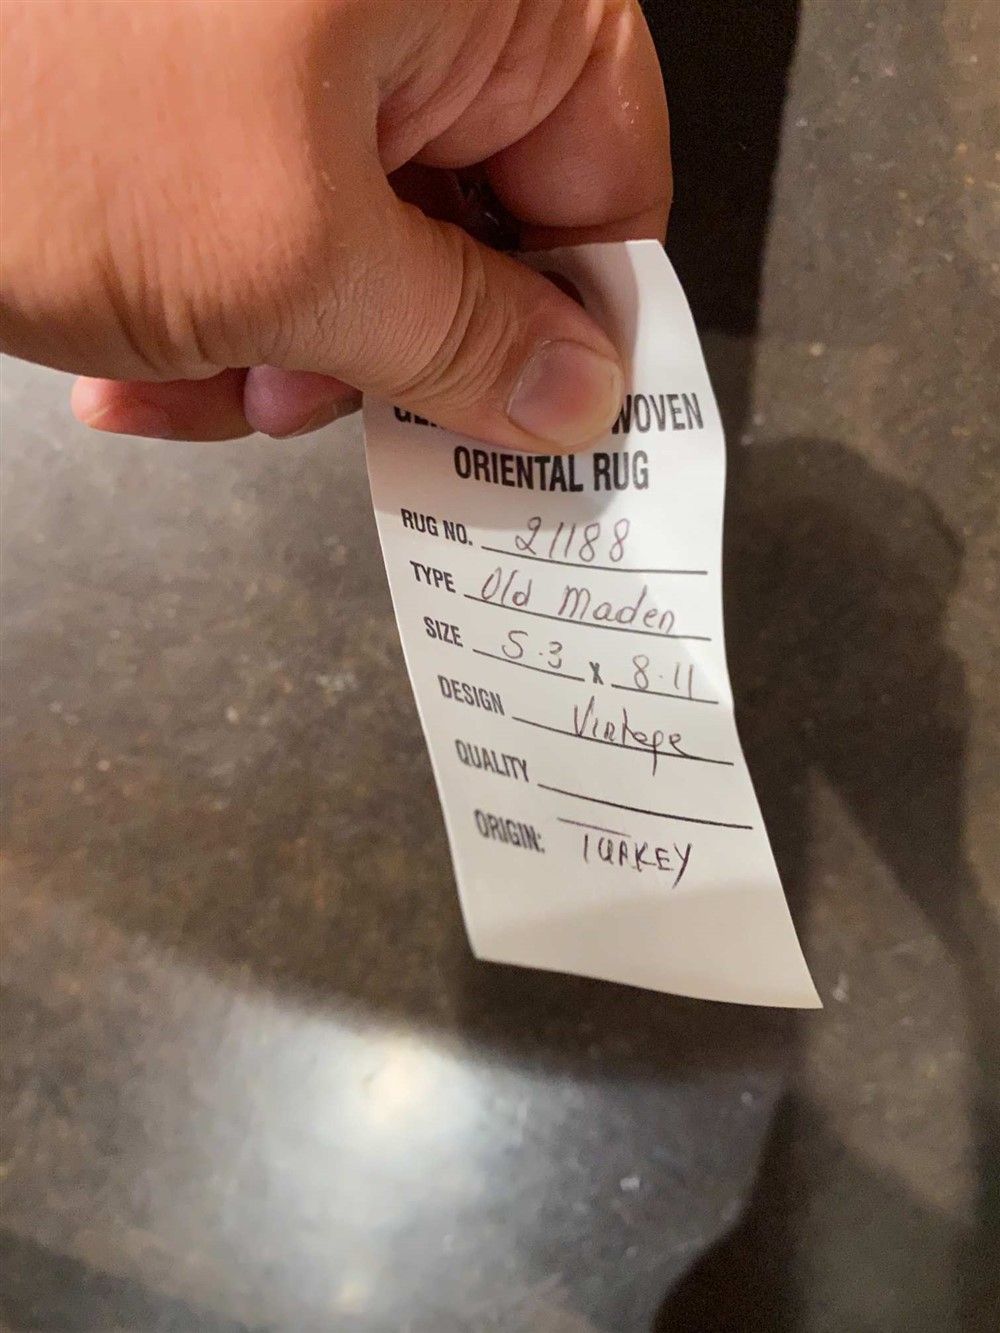 WOVEN
ORIENTAL RUG
RUG NO. 21188
TYPE Old Maden
SIZE 5.3 x 8.11
DESIGN Vintage
QUALITY
ORIGIN: TURKEY